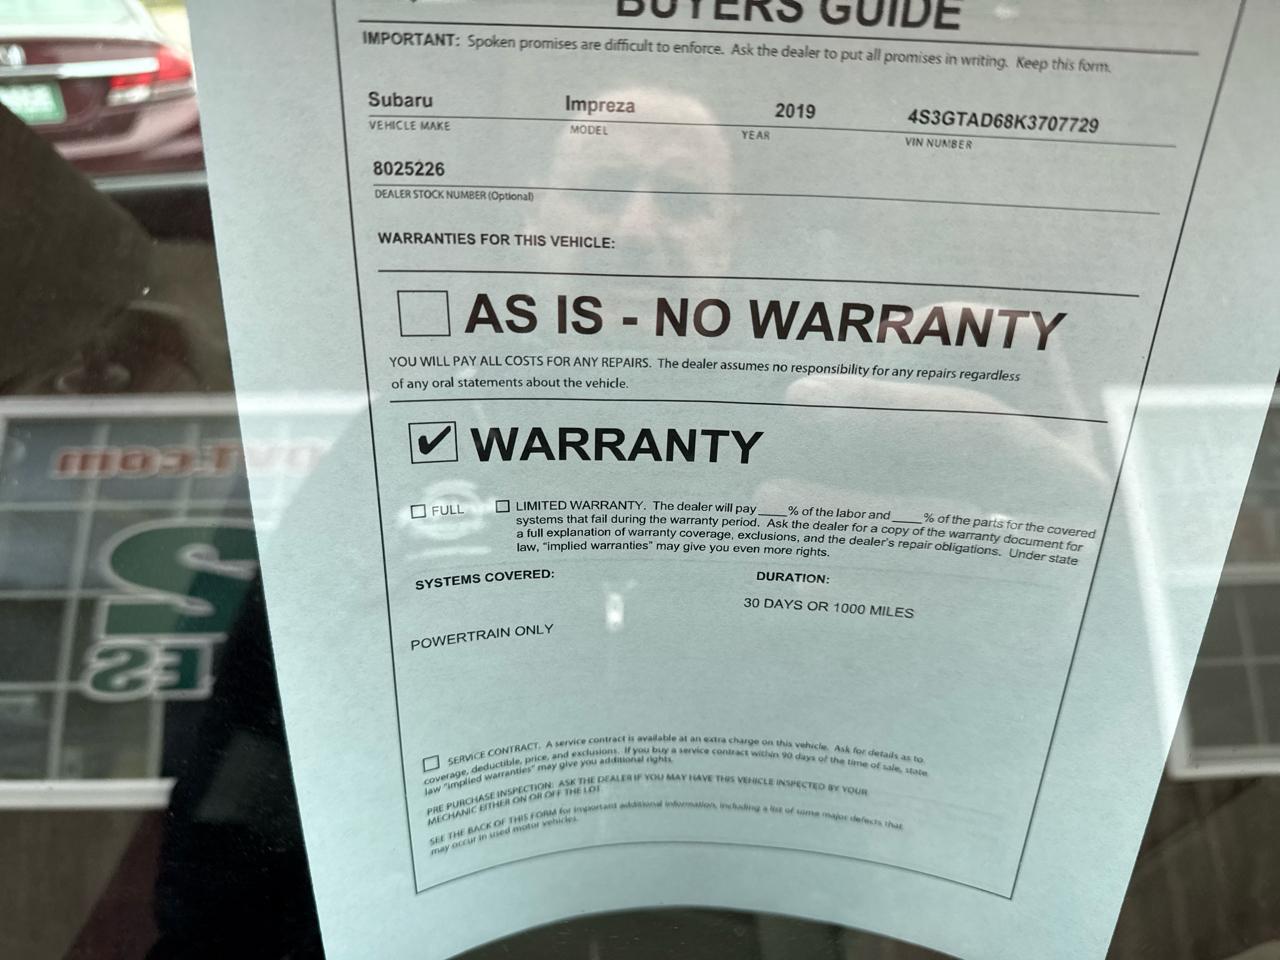 BUYERS GUIDE
IMPORTANT: Spoken promises are difficult to enforce. Ask the dealer to put all promises in writing. Keep this form.
Subaru Impreza 2019 4S3GTAD68K3707729
VEHICLE MAKE MODEL YEAR VIN NUMBER
8025226
DEALER STOCK NUMBER (Optional)
WARRANTIES FOR THIS VEHICLE:
AS IS - NO WARRANTY
YOU WILL PAY ALL COSTS FOR ANY REPAIRS. The dealer assumes no responsibility for any repairs regardless
of any oral statements about the vehicle.
✔ WARRANTY
FULL LIMITED WARRANTY. The dealer will pay ____% of the labor and ____% of the parts for the covered
systems that fail during the warranty period. Ask the dealer for a copy of the warranty document for
a full explanation of warranty coverage, exclusions, and the dealer's repair obligations. Under state
law, "implied warranties" may give you even more rights.
SYSTEMS COVERED: DURATION:
30 DAYS OR 1000 MILES
POWERTRAIN ONLY
SERVICE CONTRACT. A service contract is available at an extra charge on this vehicle. Ask for details as to
coverage, deductible, price, and exclusions. If you buy a service contract within 90 days of the time of sale, state
law "implied warranties" may give you additional rights.
PRE PURCHASE INSPECTION: ASK THE DEALER IF YOU MAY HAVE THIS VEHICLE INSPECTED BY YOUR
MECHANIC EITHER ON OR OFF THE LOT
SEE THE BACK OF THIS FORM for important additional information, including a list of some major defects that
may occur in used motor vehicles.